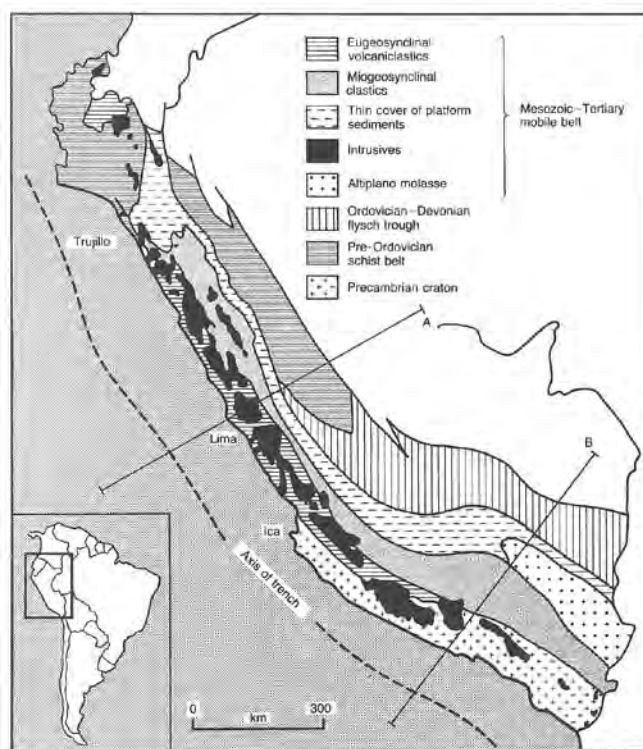 Eugeosynclinal
volcaniclastics
Miogeosynclinal
clastics
Thin cover of platform
sediments
Intrusives
Altiplano molasse
Mesozoic–Tertiary
mobile belt
Ordovician–Devonian
flysch trough
Pre-Ordovician
schist belt
Precambrian craton
Trujillo
A
Lima
B
Ica
Axis of trench
0 300
km